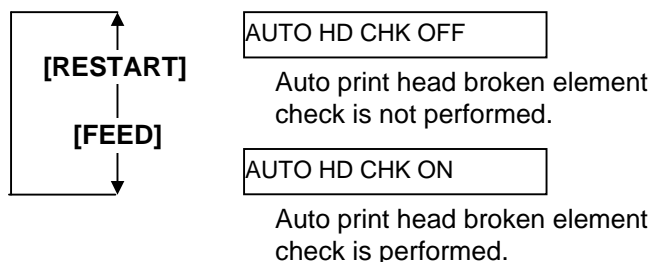 [RESTART]
[FEED]
AUTO HD CHK OFF
Auto print head broken element
check is not performed.
AUTO HD CHK ON
Auto print head broken element
check is performed.